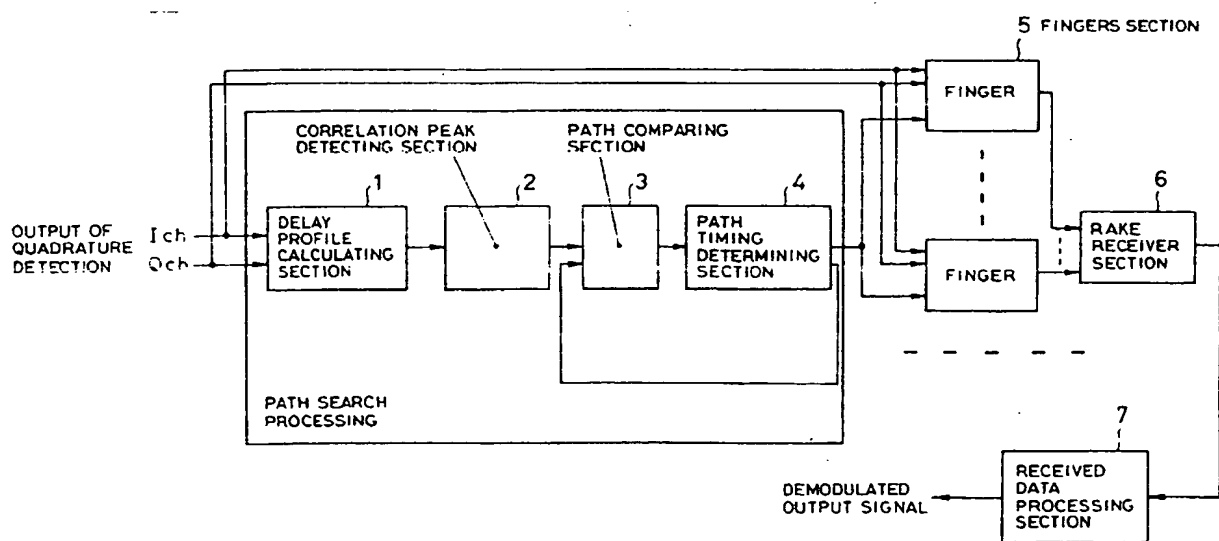 5 FINGERS SECTION
FINGER
CORRELATION PEAK
DETECTING SECTION
PATH COMPARING
SECTION
1
2
3
4
6
OUTPUT OF
QUADRATURE
DETECTION
I ch
Qch
DELAY
PROFILE
CALCULATING
SECTION
PATH
TIMING
DETERMINING
SECTION
FINGER
RAKE
RECEIVER
SECTION
PATH SEARCH
PROCESSING
7
DEMODULATED
OUTPUT SIGNAL
RECEIVED
DATA
PROCESSING
SECTION